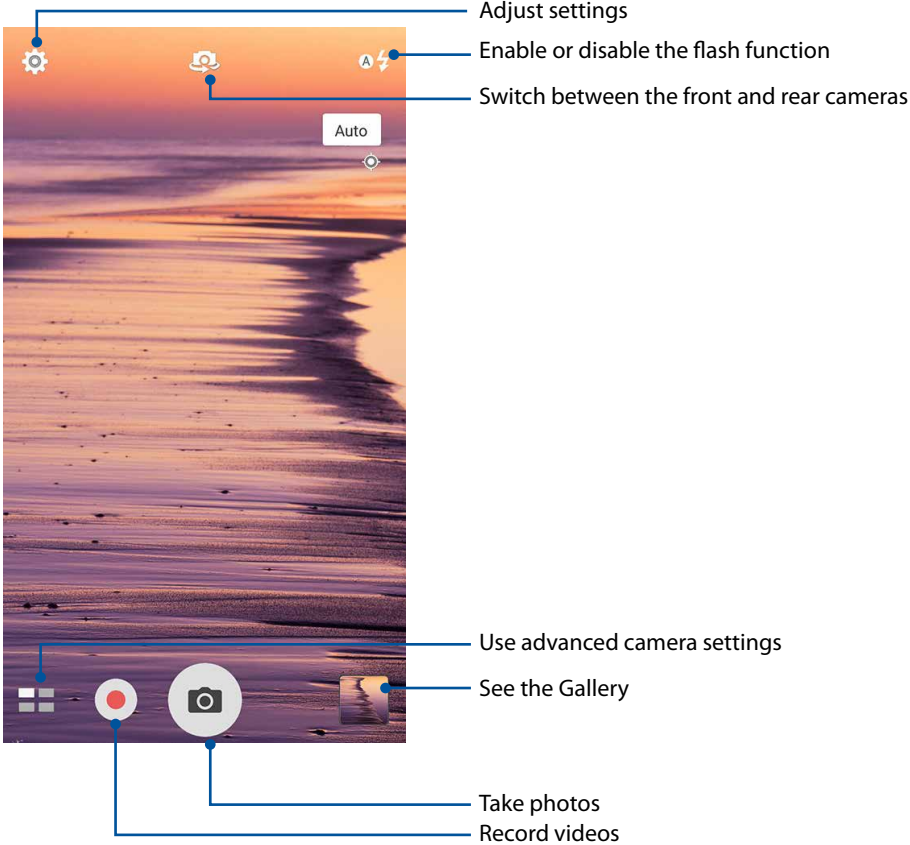 Adjust settings
Enable or disable the flash function
Switch between the front and rear cameras
A
Auto
Use advanced camera settings
See the Gallery
Take photos
Record videos